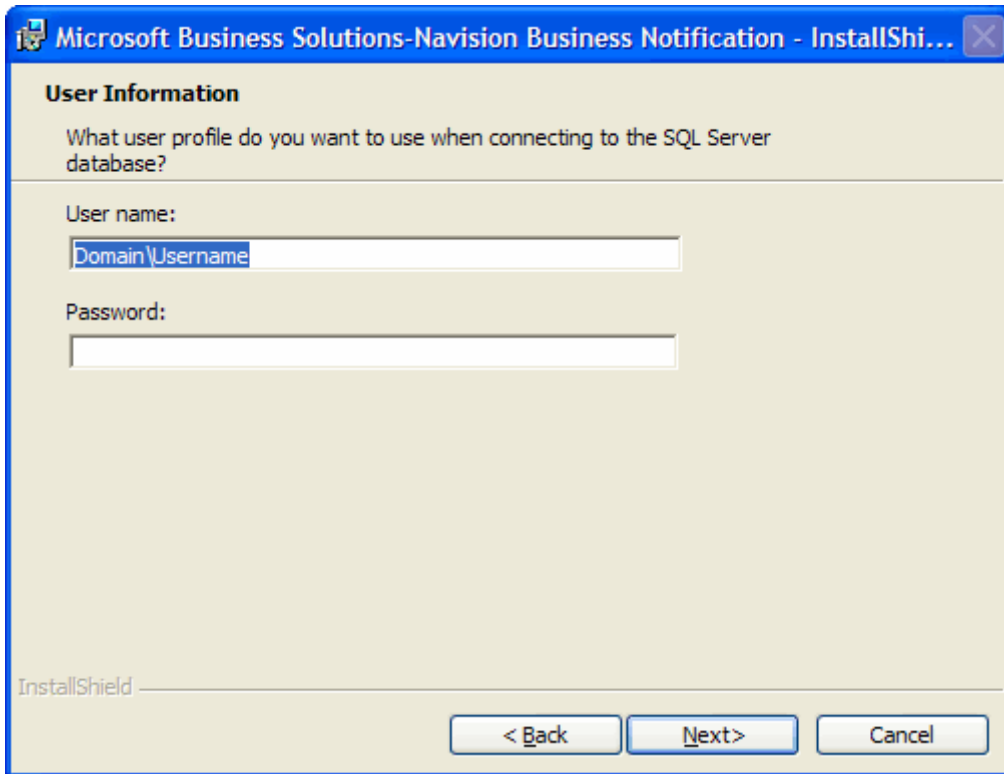 Microsoft Business Solutions-Navision Business Notification - InstallShi...
User Information
What user profile do you want to use when connecting to the SQL Server
database?
User name:
Domain\Username
Password:
InstallShield
< Back
Next>
Cancel